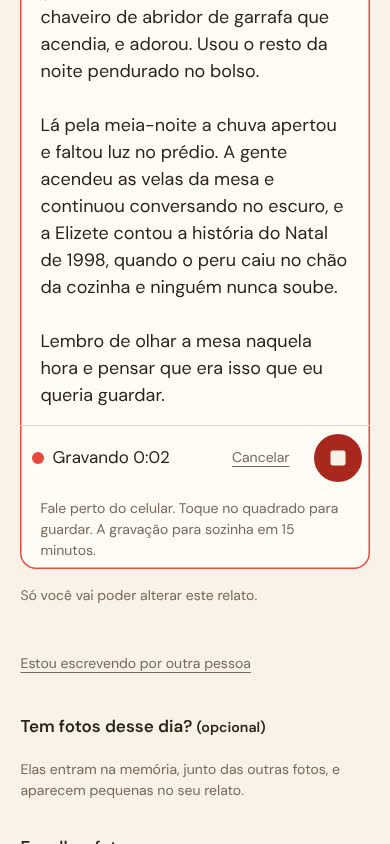 chaveiro de abridor de garrafa que
acendia, e adorou. Usou o resto da
noite pendurado no bolso.
Lá pela meia-noite a chuva apertou
e faltou luz no prédio. A gente
acendeu as velas da mesa e
continuou conversando no escuro, e
a Elizete contou a história do Natal
de 1998, quando o peru caiu no chão
da cozinha e ninguém nunca soube.
Lembro de olhar a mesa naquela
hora e pensar que era isso que eu
queria guardar.
Gravando 0:02
Cancelar
Fale perto do celular. Toque no quadrado para
guardar. A gravação para sozinha em 15
minutos.
Só você vai poder alterar este relato.
Estou escrevendo por outra pessoa
Tem fotos desse dia? (opcional)
Elas entram na memória, junto das outras fotos, e
aparecem pequenas no seu relato.